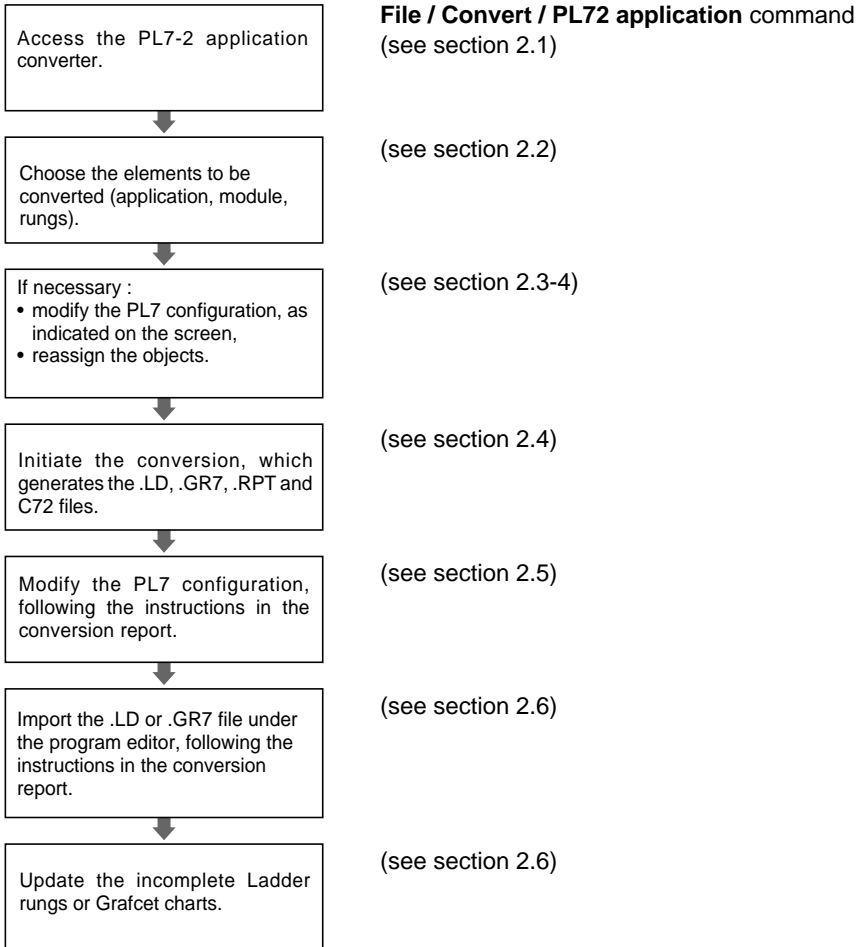 File / Convert / PL72 application command
Access the PL7-2 application
converter.
(see section 2.1)
Choose the elements to be
converted (application, module,
rungs).
(see section 2.2)
If necessary :
• modify the PL7 configuration, as
indicated on the screen,
• reassign the objects.
(see section 2.3-4)
Initiate the conversion, which
generates the .LD, .GR7, .RPT and
C72 files.
(see section 2.4)
Modify the PL7 configuration,
following the instructions in the
conversion report.
(see section 2.5)
Import the .LD or .GR7 file under
the program editor, following the
instructions in the conversion
report.
(see section 2.6)
Update the incomplete Ladder
rungs or Grafcet charts.
(see section 2.6)